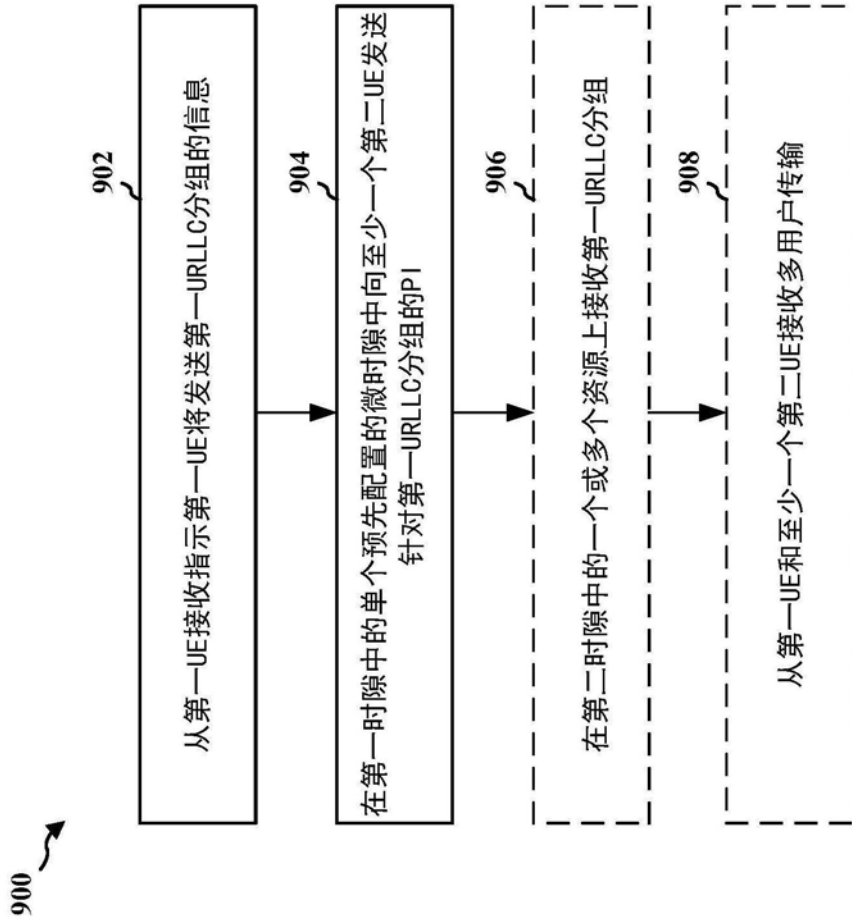 900
902
从第一UE接收指示第一UE将发送第一URLLC分组的信息
904
在第一时隙中的单个预先配置的微时隙中向至少一个第二UE发送
针对第一URLLC分组的PI
906
在第二时隙中的一个或多个资源上接收第一URLLC分组
908
从第一UE和至少一个第二UE接收多用户传输